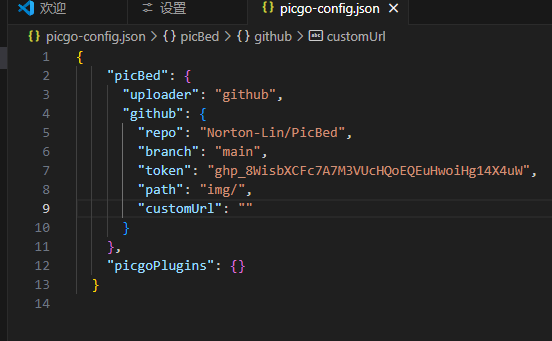 欢迎 设置 picgo-config.json
picgo-config.json > picBed > github > customUrl
1 {
2 "picBed": {
3 "uploader": "github",
4 "github": {
5 "repo": "Norton-Lin/PicBed",
6 "branch": "main",
7 "token": "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",
8 "path": "img/",
9 "customUrl": ""
10 }
11 },
12 "picgoPlugins": {}
13 }
14